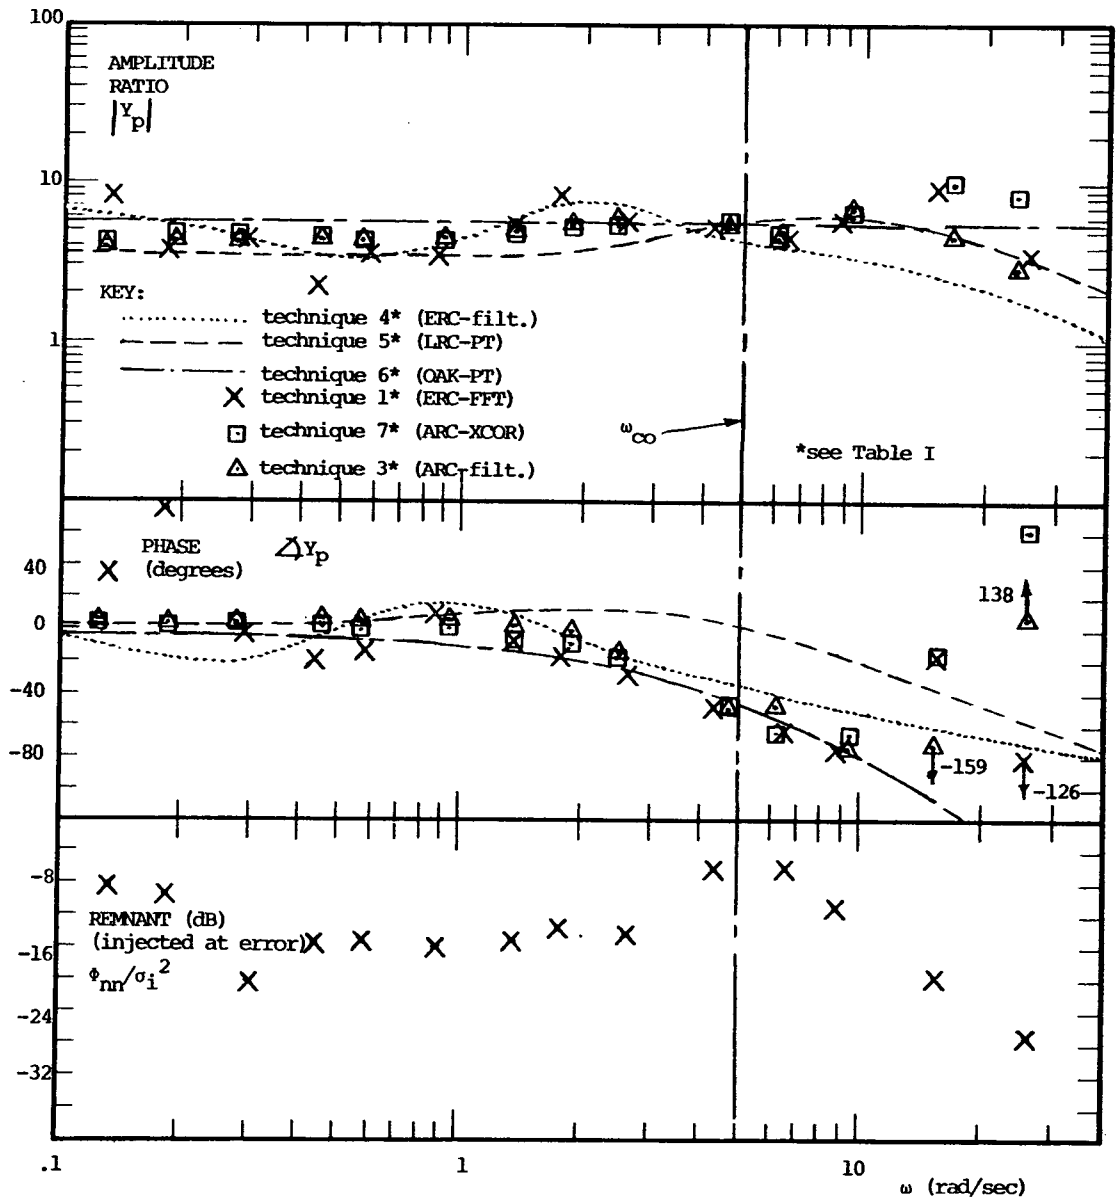 100
AMPLITUDE
RATIO
|Yp|
10
KEY:
technique 4* (ERC-filt.)
technique 5* (LRC-PT)
1
technique 6* (OAK-PT)
technique 1* (ERC-FFT)
technique 7* (ARC-XCOR)
ωco
*see Table I
technique 3* (ARC-filt.)
PHASE
(degrees)
∠Yp
40
138
0
-40
-80
-159
-126
-8
REMNANT (dB)
(injected at error)
-16
Φnn/σi²
-24
-32
.1
1
10
ω (rad/sec)